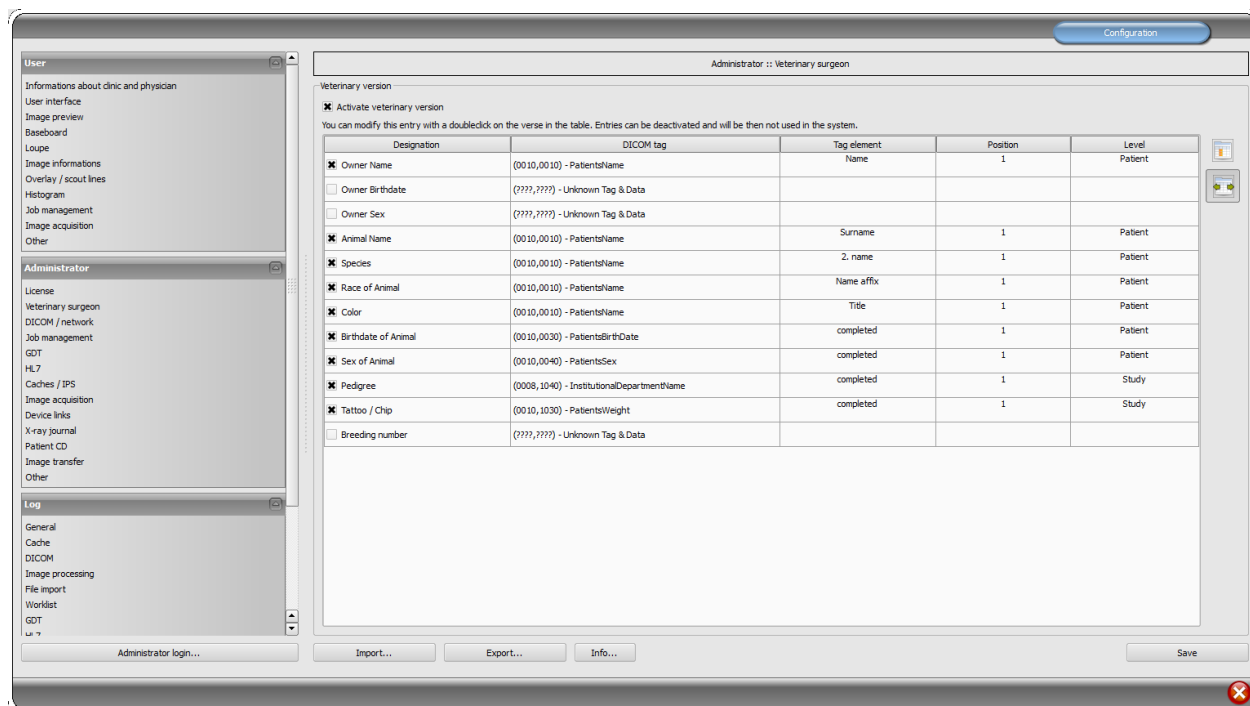 Configuration
User
Informations about clinic and physician
User interface
Image preview
Baseboard
Loupe
Image informations
Overlay / scout lines
Histogram
Job management
Image acquisition
Other
Administrator
License
Veterinary surgeon
DICOM / network
Job management
GDT
HL7
Caches / IPS
Image acquisition
Device links
X-ray journal
Patient CD
Image transfer
Other
Log
General
Cache
DICOM
Image processing
File import
Worklist
GDT
HL7
Administrator login...
Administrator :: Veterinary surgeon
Veterinary version
Activate veterinary version
You can modify this entry with a doubleclick on the verse in the table. Entries can be deactivated and will be then not used in the system.
Designation DICOM tag Tag element Position Level
Owner Name (0010,0010) - PatientsName Name 1 Patient
Owner Birthdate (????,????) - Unknown Tag & Data
Owner Sex (????,????) - Unknown Tag & Data
Animal Name (0010,0010) - PatientsName Surname 1 Patient
Species (0010,0010) - PatientsName 2. name 1 Patient
Race of Animal (0010,0010) - PatientsName Name affix 1 Patient
Color (0010,0010) - PatientsName Title 1 Patient
Birthdate of Animal (0010,0030) - PatientsBirthDate completed 1 Patient
Sex of Animal (0010,0040) - PatientsSex completed 1 Patient
Pedigree (0008,1040) - InstitutionalDepartmentName completed 1 Study
Tattoo / Chip (0010,1030) - PatientsWeight completed 1 Study
Breeding number (????,????) - Unknown Tag & Data
Import... Export... Info... Save